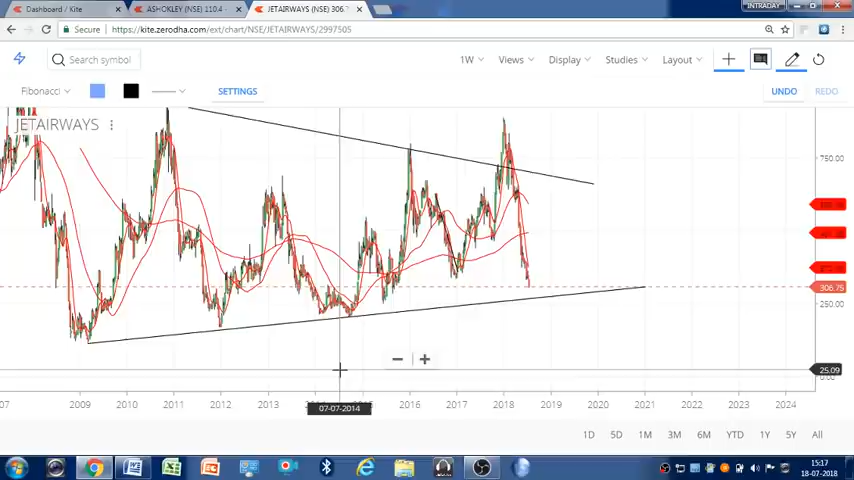 INTRADAY
Dashboard / Kite
ASHOKLEY (NSE) 110.4
JETAIRWAYS (NSE) 306.
Secure
https://kite.zerodha.com/ext/chart/NSE/JETAIRWAYS/2997505
Search symbol
1W Views Display Studies Layout
Fibonacci SETTINGS UNDO REDO
JETAIRWAYS
750.00
306.75
250.00
25.09
07 2009 2010 2011 2012 2013 2014 2015 2016 2017 2018 2019 2020 2021 2022 2023 2024
07-07-2014
1D 5D 1M 3M 6M YTD 1Y 5Y All
15:17
18-07-2018